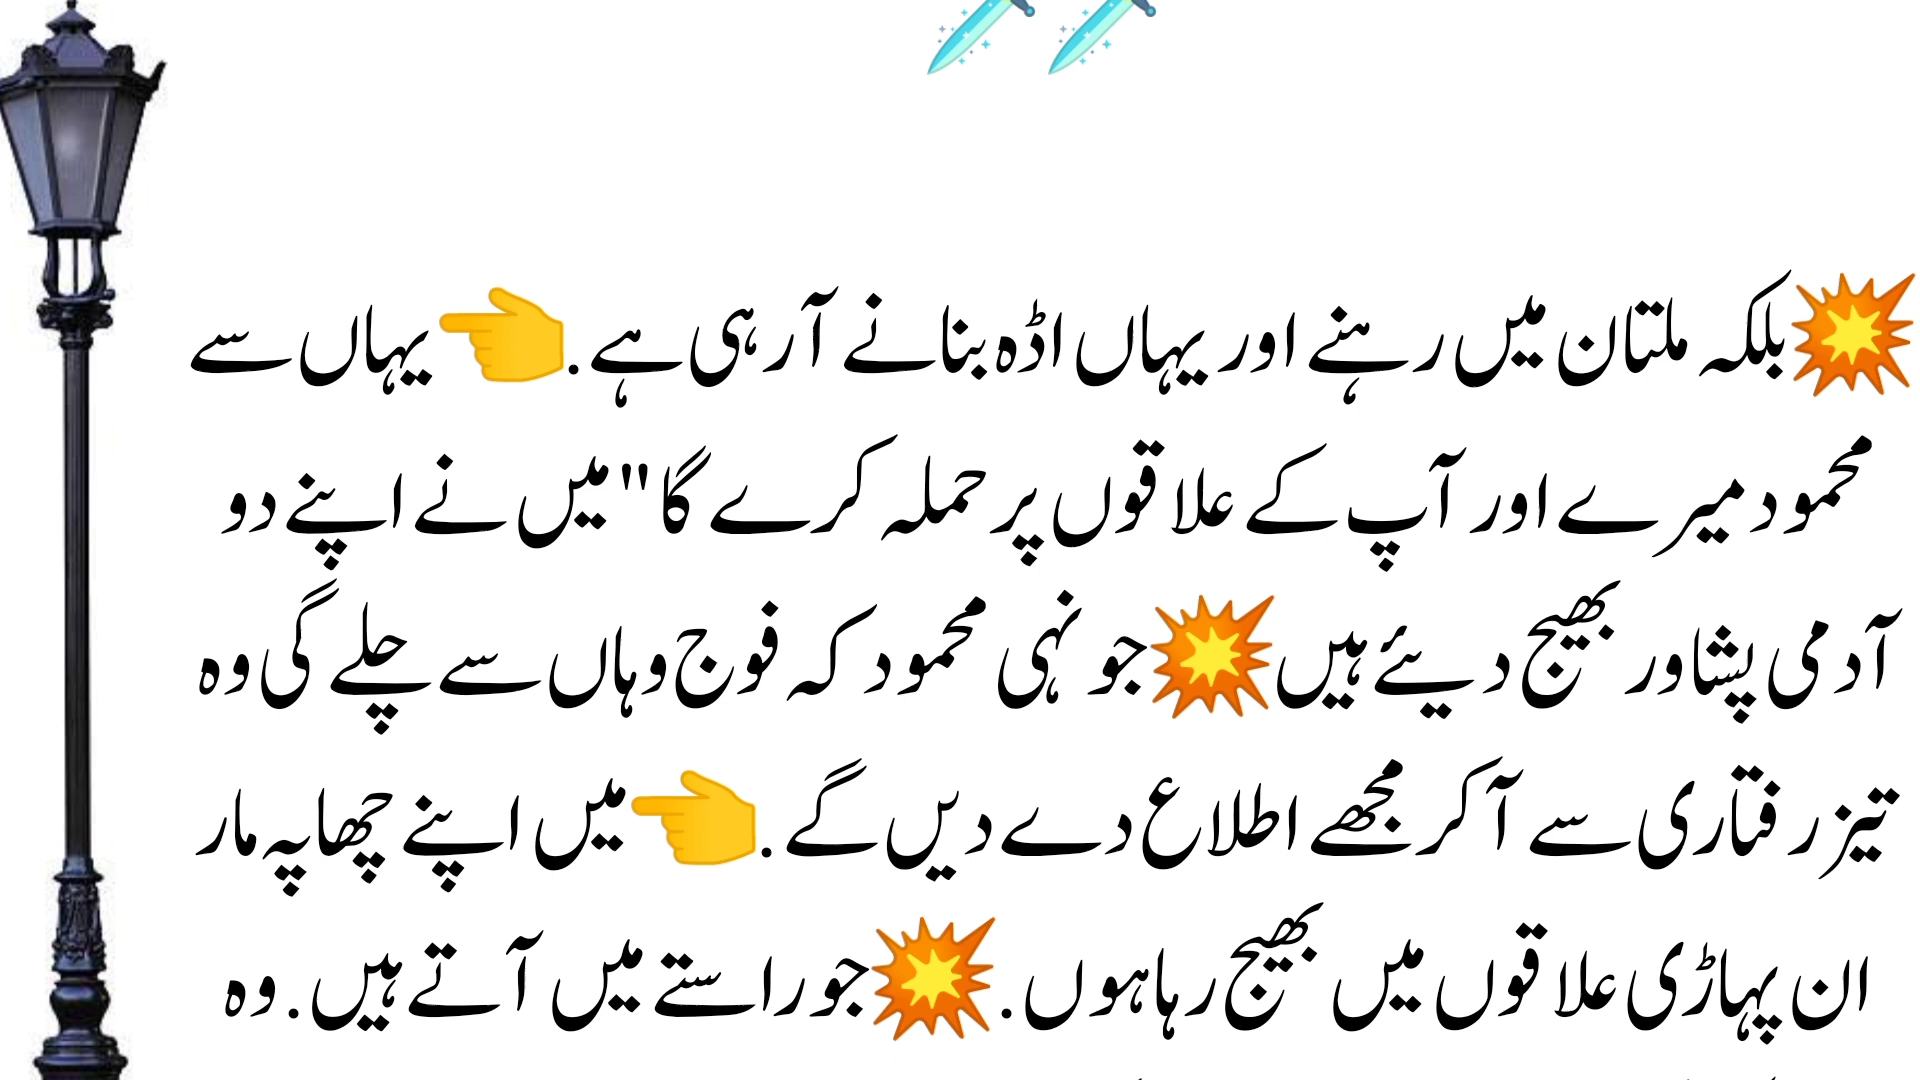 🗡️🗡️
💥بلکہ ملتان میں رہنے اور یہاں اڈہ بنانے آرہی ہے.👈یہاں سے
محمود میرے اور آپ کے علاقوں پر حملہ کرے گا"میں نے اپنے دو
آدمی پشاور بھیج دیئے ہیں💥جو نہی محمود کہ فوج وہاں سے چلے گی وہ
تیز رفتاری سے آکر مجھے اطلاع دے دیں گے.👈میں اپنے چھاپہ مار
ان پہاڑی علاقوں میں بھیج رہا ہوں.💥جو راستے میں آتے ہیں.وہ